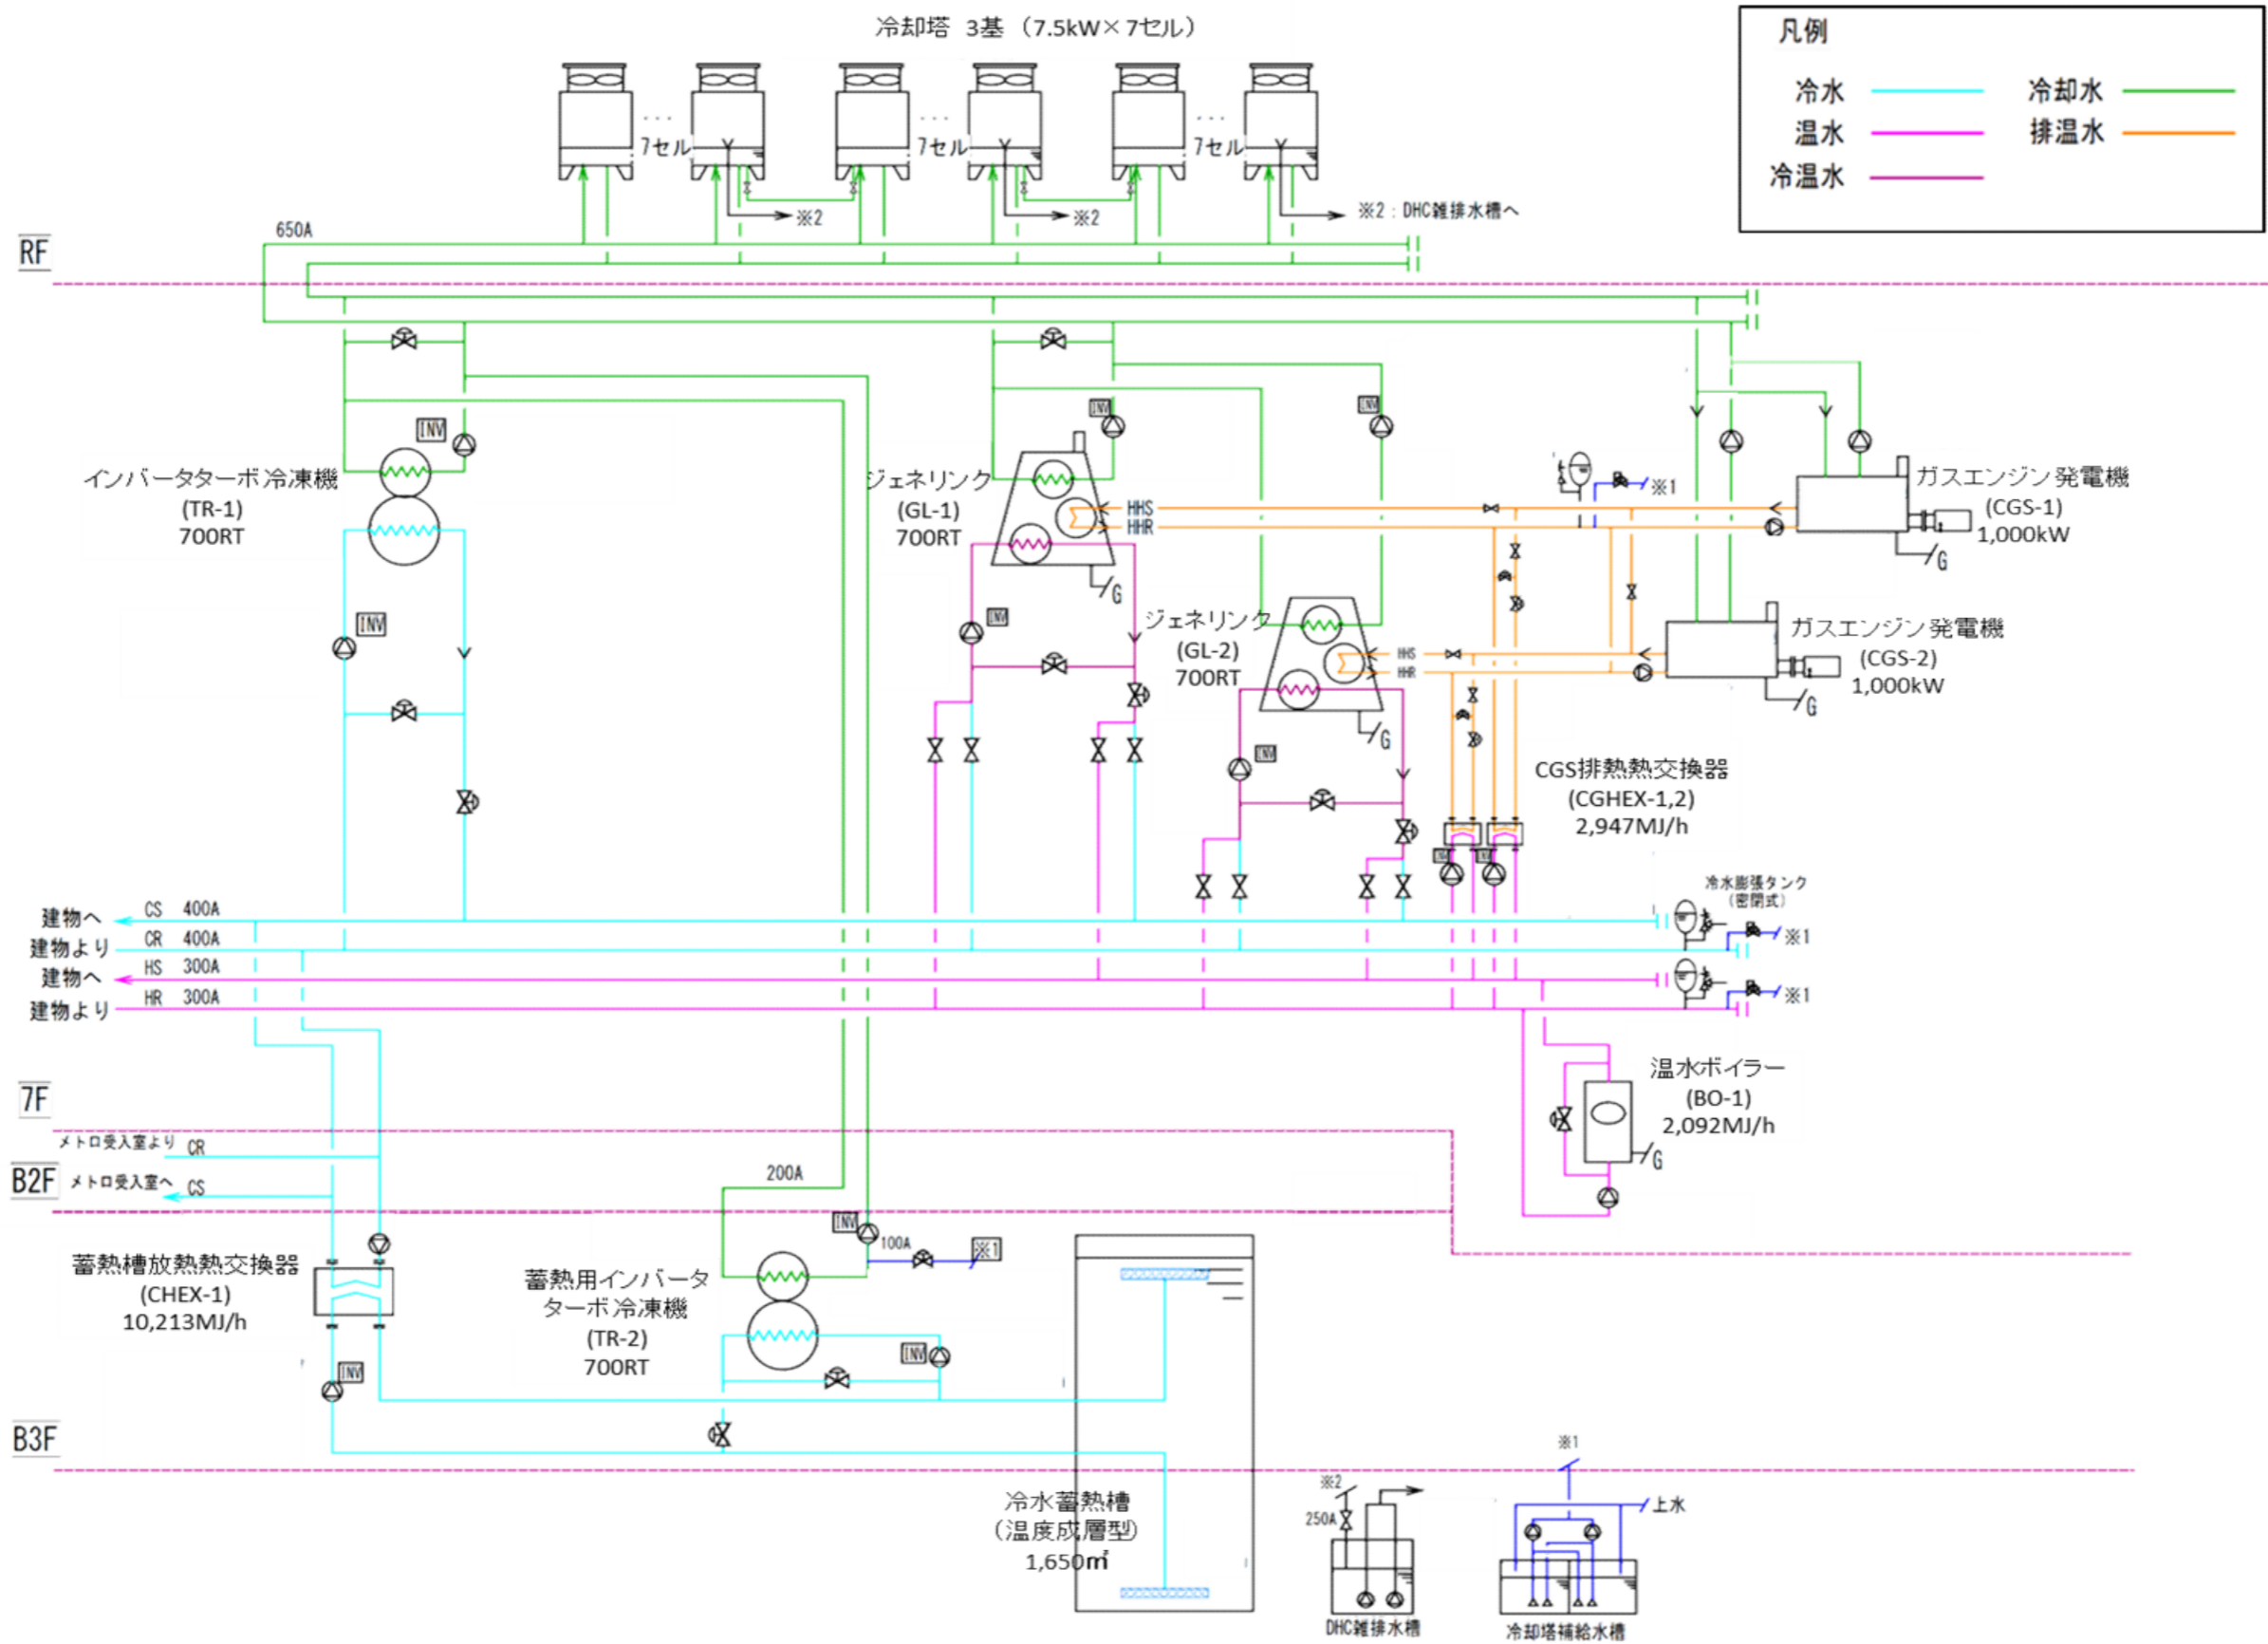 冷却塔 3基（7.5kW×7セル）
凡例
冷水
冷却水
温水
排温水
冷温水
･･･
7セル
･･･
7セル
･･･
7セル
※2
※2
※2：DHC雑排水槽へ
650A
RF
INV
INV
INV
インバータターボ冷凍機
(TR-1)
700RT
ジェネリンク
(GL-1)
700RT
HHS
HHR
※1
ガスエンジン発電機
(CGS-1)
1,000kW
G
G
INV
INV
ジェネリンク
(GL-2)
700RT
HHS
HHR
ガスエンジン発電機
(CGS-2)
1,000kW
G
G
INV
CGS排熱熱交換器
(CGHEX-1,2)
2,947MJ/h
INV
INV
冷水膨張タンク
（密閉式）
建物へ
CS 400A
建物より
CR 400A
※1
建物へ
HS 300A
建物より
HR 300A
※1
7F
温水ボイラー
(BO-1)
2,092MJ/h
G
メトロ受入室より CR
B2F
メトロ受入室へ CS
200A
INV
100A
※1
蓄熱槽放熱熱交換器
(CHEX-1)
10,213MJ/h
INV
蓄熱用インバータ
ターボ冷凍機
(TR-2)
700RT
INV
B3F
冷水蓄熱槽
（温度成層型）
1,650㎥
※2
250A
DHC雑排水槽
※1
上水
冷却塔補給水槽